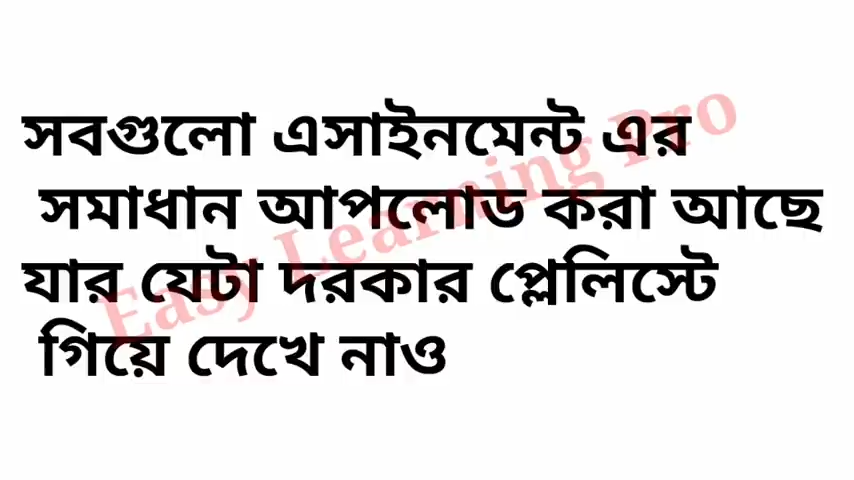 সবগুলো এসাইনমেন্ট এর
সমাধান আপলোড করা আছে
যার যেটা দরকার প্লেলিস্টে
গিয়ে দেখে নাও
Easy Learning Pro